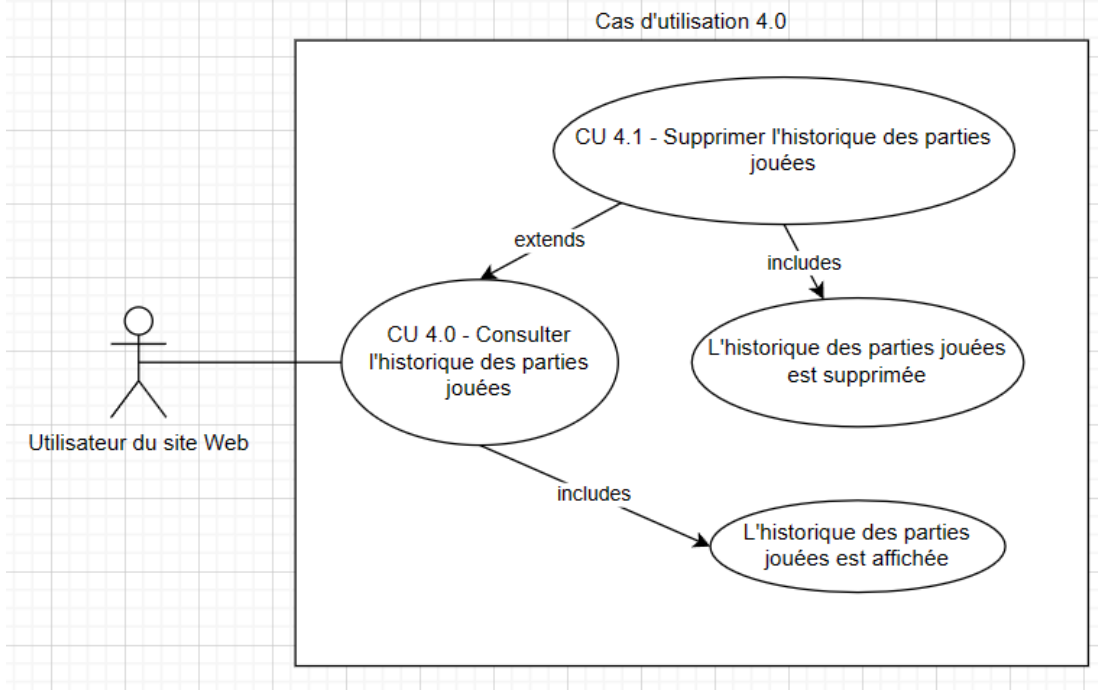 Cas d'utilisation 4.0
CU 4.1 - Supprimer l'historique des parties
jouées
extends
includes
CU 4.0 - Consulter
l'historique des parties
jouées
L'historique des parties jouées
est supprimée
Utilisateur du site Web
includes
L'historique des parties
jouées est affichée